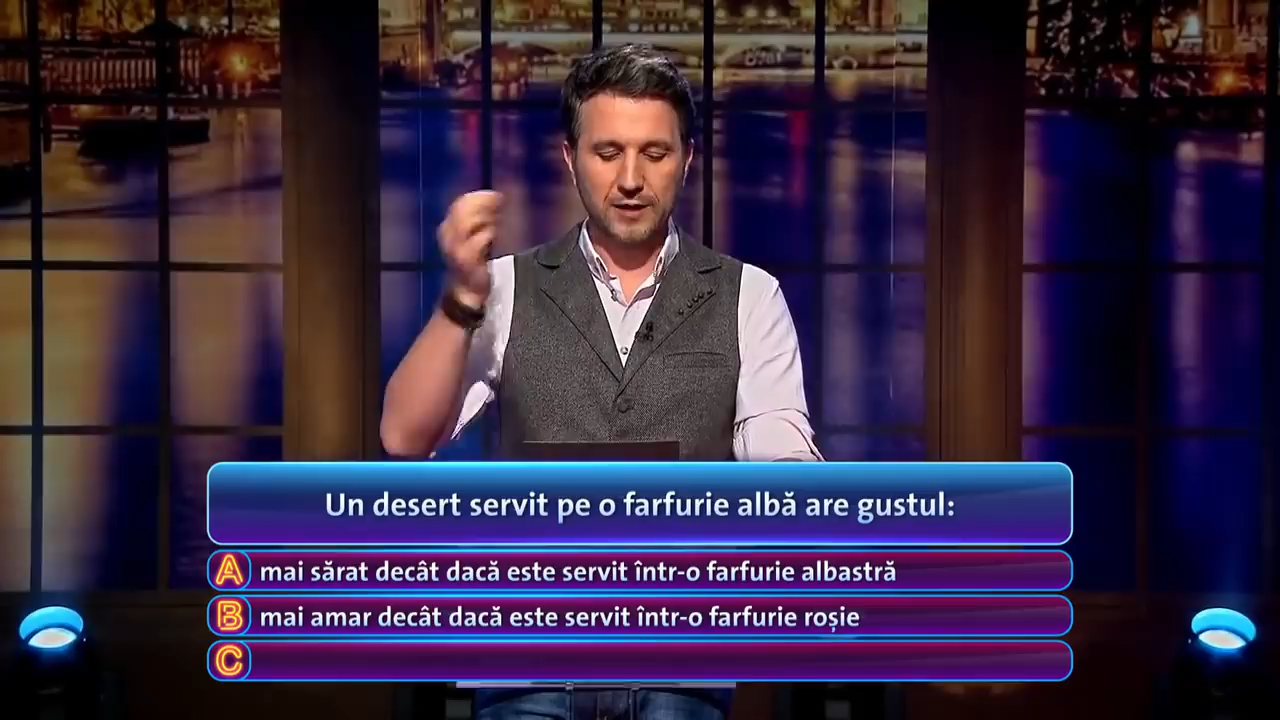 Un desert servit pe o farfurie albă are gustul:
A mai sărat decât dacă este servit într-o farfurie albastră
B mai amar decât dacă este servit într-o farfurie roșie
C